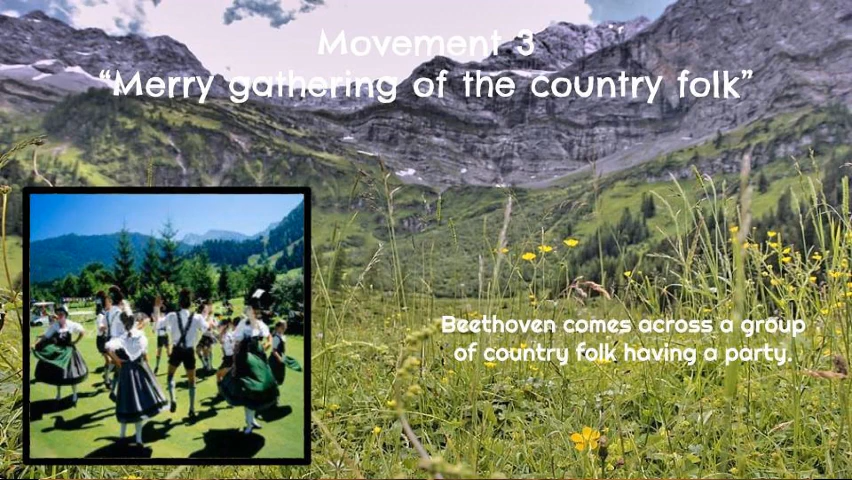 Movement 3
“Merry gathering of the country folk”
Beethoven comes across a group
of country folk having a party.